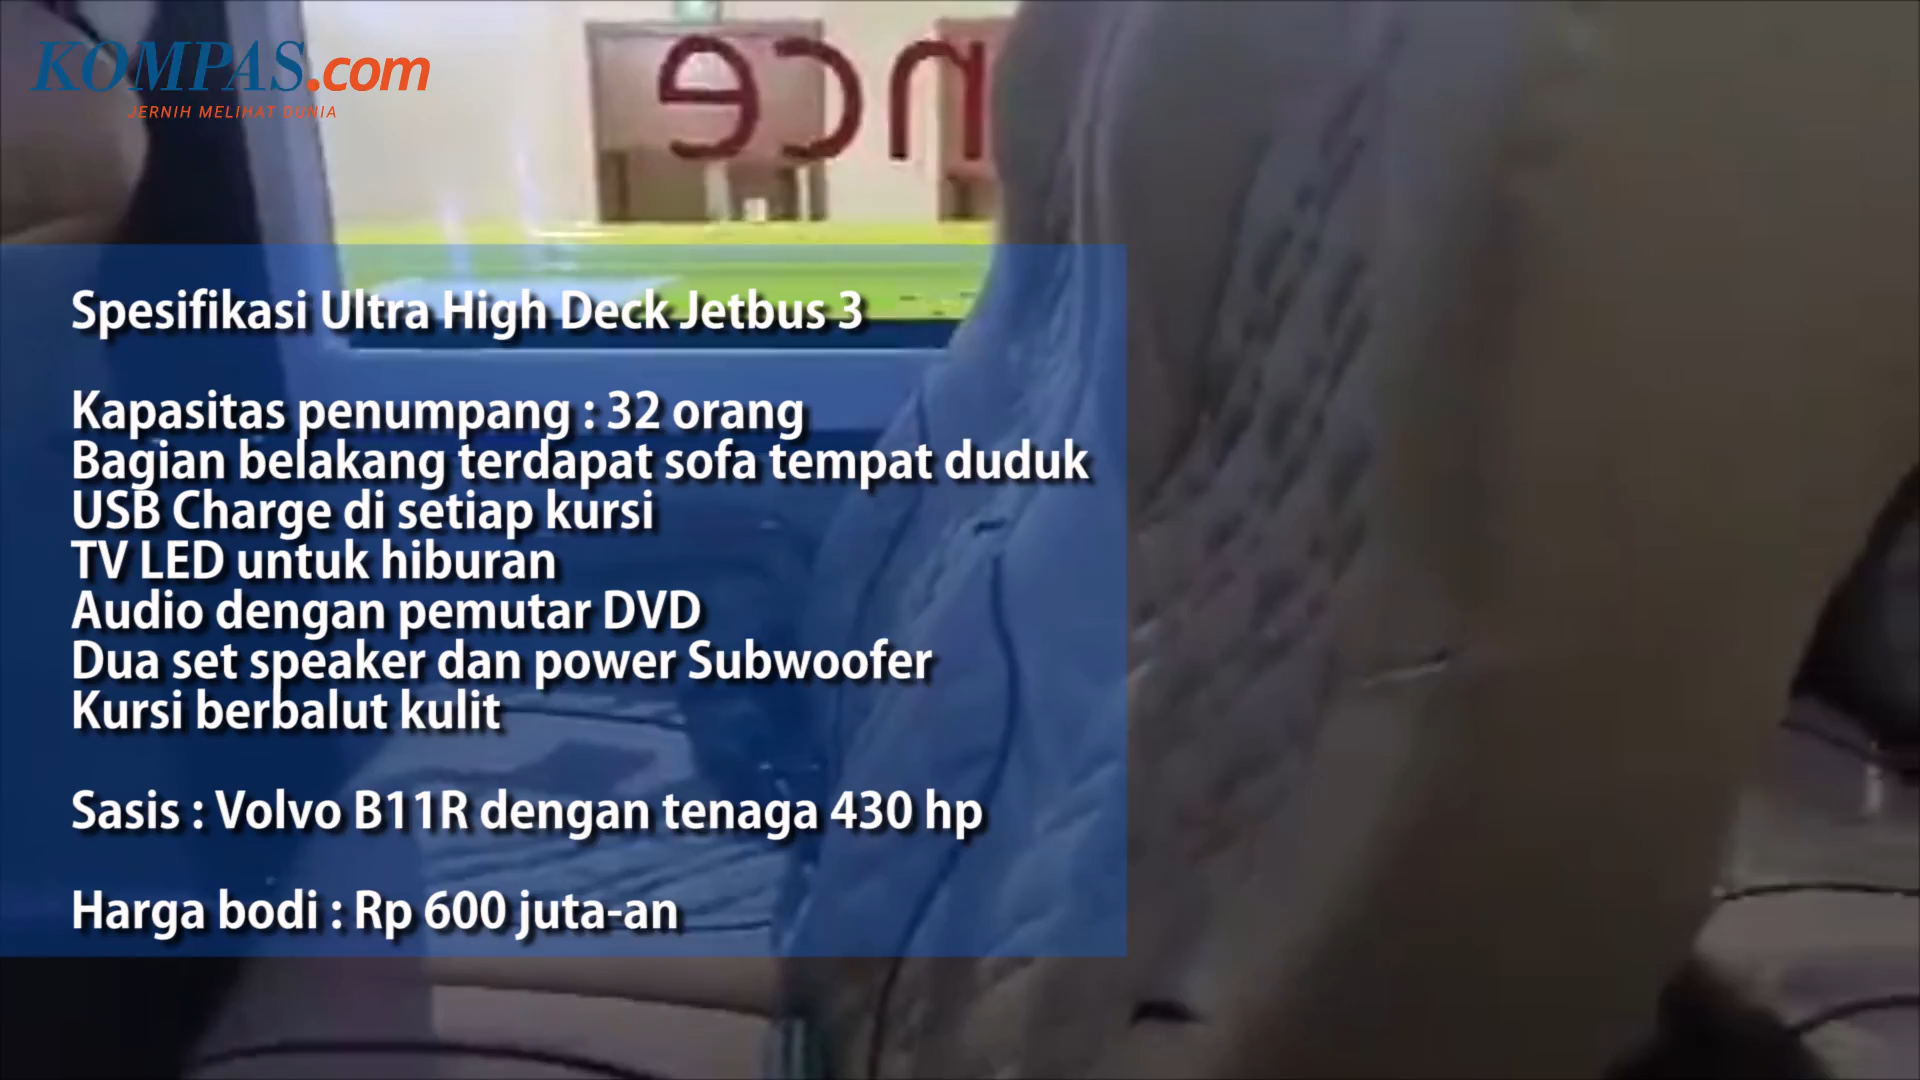 KOMPAS.com
JERNIH MELIHAT DUNIA
nce
Spesifikasi Ultra High Deck Jetbus 3
Kapasitas penumpang : 32 orang
Bagian belakang terdapat sofa tempat duduk
USB Charge di setiap kursi
TV LED untuk hiburan
Audio dengan pemutar DVD
Dua set speaker dan power Subwoofer
Kursi berbalut kulit
Sasis : Volvo B11R dengan tenaga 430 hp
Harga bodi : Rp 600 juta-an